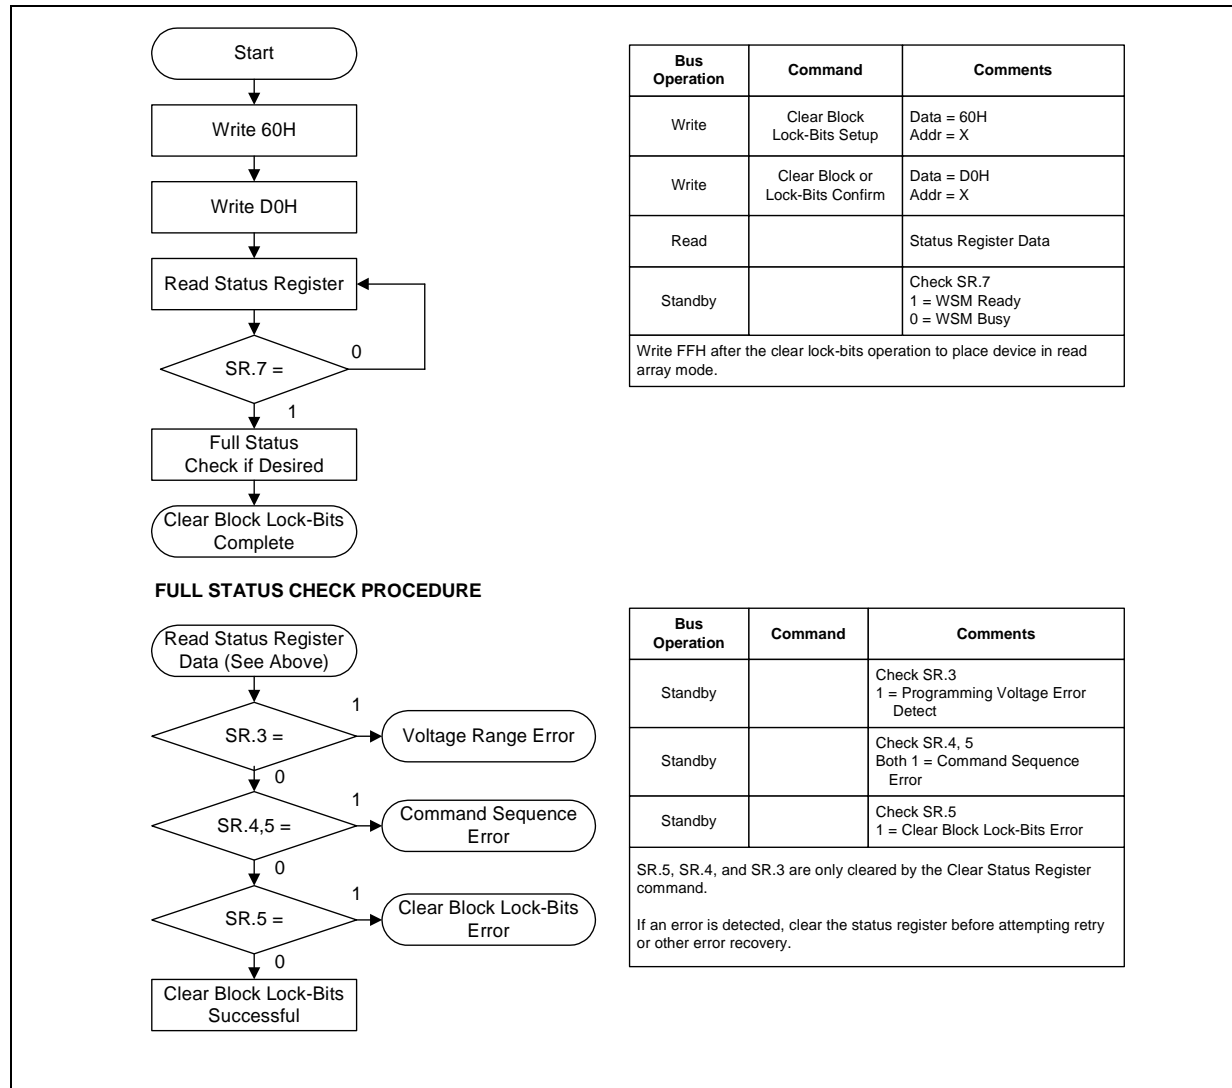 Start
Write 60H
Write D0H
Read Status Register
SR.7 =
0
1
Full Status
Check if Desired
Clear Block Lock-Bits
Complete
Bus
Operation
Command
Comments
Write
Clear Block
Lock-Bits Setup
Data = 60H
Addr = X
Write
Clear Block or
Lock-Bits Confirm
Data = D0H
Addr = X
Read
Status Register Data
Standby
Check SR.7
1 = WSM Ready
0 = WSM Busy
Write FFH after the clear lock-bits operation to place device in read
array mode.
FULL STATUS CHECK PROCEDURE
Read Status Register
Data (See Above)
SR.3 =
1
Voltage Range Error
0
SR.4,5 =
1
Command Sequence
Error
0
SR.5 =
1
Clear Block Lock-Bits
Error
0
Clear Block Lock-Bits
Successful
Bus
Operation
Command
Comments
Standby
Check SR.3
1 = Programming Voltage Error
Detect
Standby
Check SR.4, 5
Both 1 = Command Sequence
Error
Standby
Check SR.5
1 = Clear Block Lock-Bits Error
SR.5, SR.4, and SR.3 are only cleared by the Clear Status Register
command.
If an error is detected, clear the status register before attempting retry
or other error recovery.